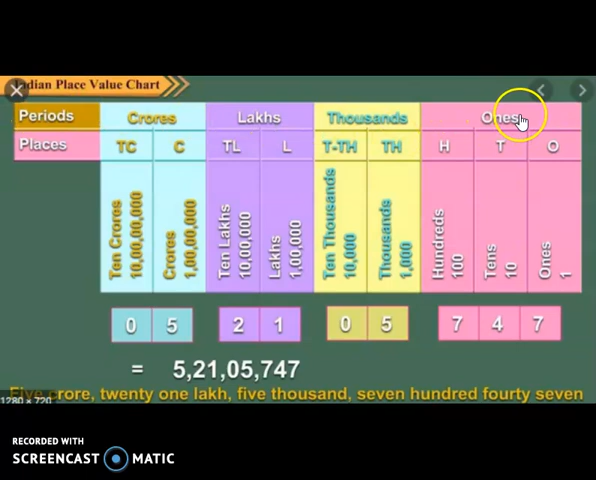 Indian Place Value Chart
Periods Crores Lakhs Thousands Ones
Places TC C TL L T-TH TH H T O
Ten Crores 10,00,00,000 Crores 1,00,00,000 Ten Lakhs 10,00,000 Lakhs 1,00,000 Ten Thousands 10,000 Thousands 1,000 Hundreds 100 Tens 10 Ones 1
0 5 2 1 0 5 7 4 7
= 5,21,05,747
Five crore, twenty one lakh, five thousand, seven hundred fourty seven
1280 × 720
RECORDED WITH
SCREENCAST MATIC